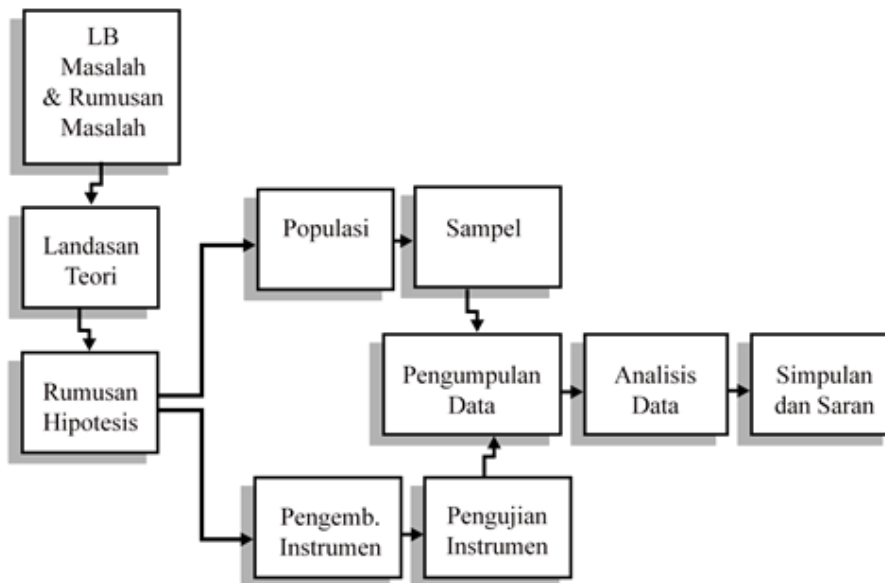 LB
Masalah
& Rumusan
Masalah
Landasan
Teori
Rumusan
Hipotesis
Populasi
Sampel
Pengemb.
Instrumen
Pengujian
Instrumen
Pengumpulan
Data
Analisis
Data
Simpulan
dan Saran